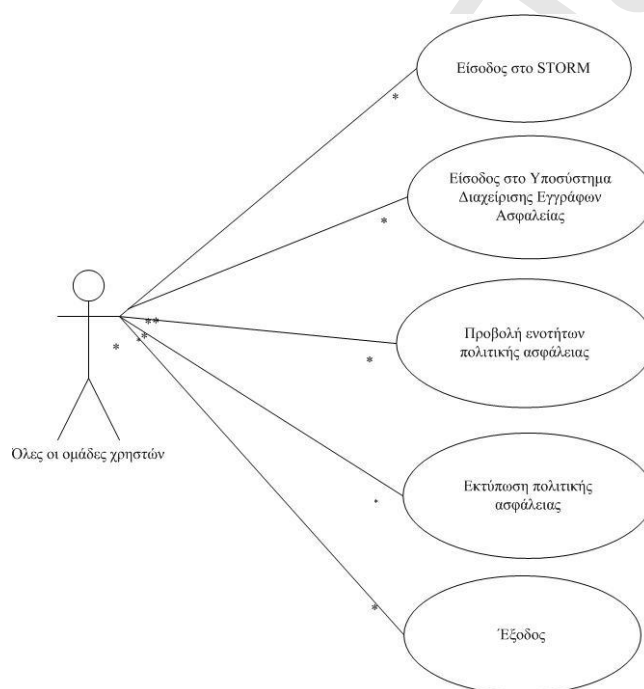 Είσοδος στο STORM
*
Είσοδος στο Υποσύστημα
Διαχείρισης Εγγράφων
Ασφαλείας
*
Προβολή ενοτήτων
πολιτικής ασφάλειας
**
*
*
*
Όλες οι ομάδες χρηστών
Εκτύπωση πολιτικής
ασφάλειας
*
Έξοδος